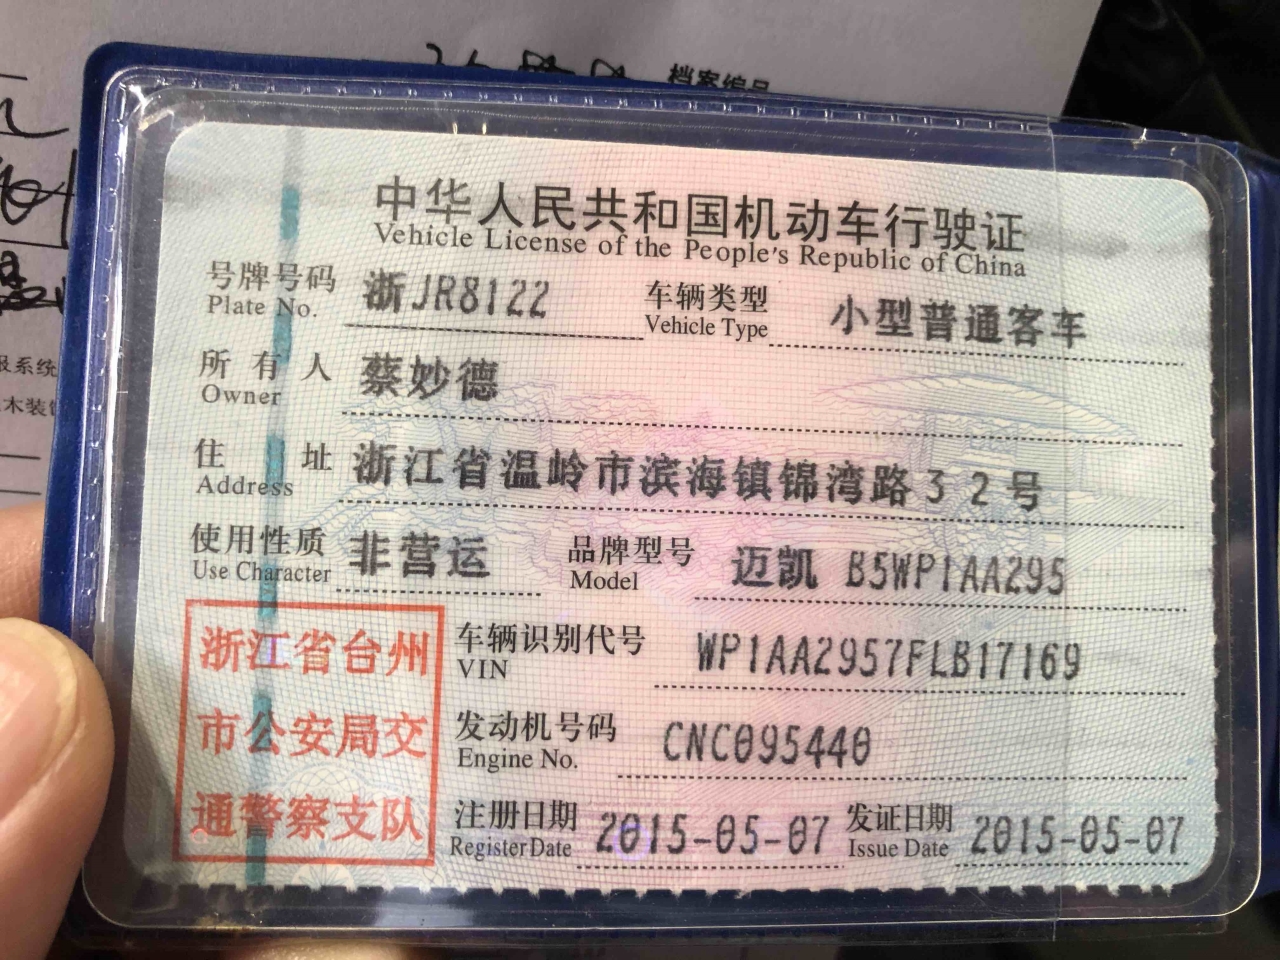 档案编号
报系统
木装
中华人民共和国机动车行驶证
Vehicle License of the People's Republic of China
号牌号码 浙JR8122 车辆类型 小型普通客车
Plate No. Vehicle Type
所有人 蔡妙德
Owner
住址 浙江省温岭市滨海镇锦湾路32号
Address
使用性质 非营运 品牌型号 迈凯 B5WP1AA295
Use Character Model
浙江省台州
市公安局交
通警察支队
车辆识别代号 WP1AA2957FLB17169
VIN
发动机号码 CNC095440
Engine No.
注册日期 2015-05-07 发证日期 2015-05-07
Register Date Issue Date